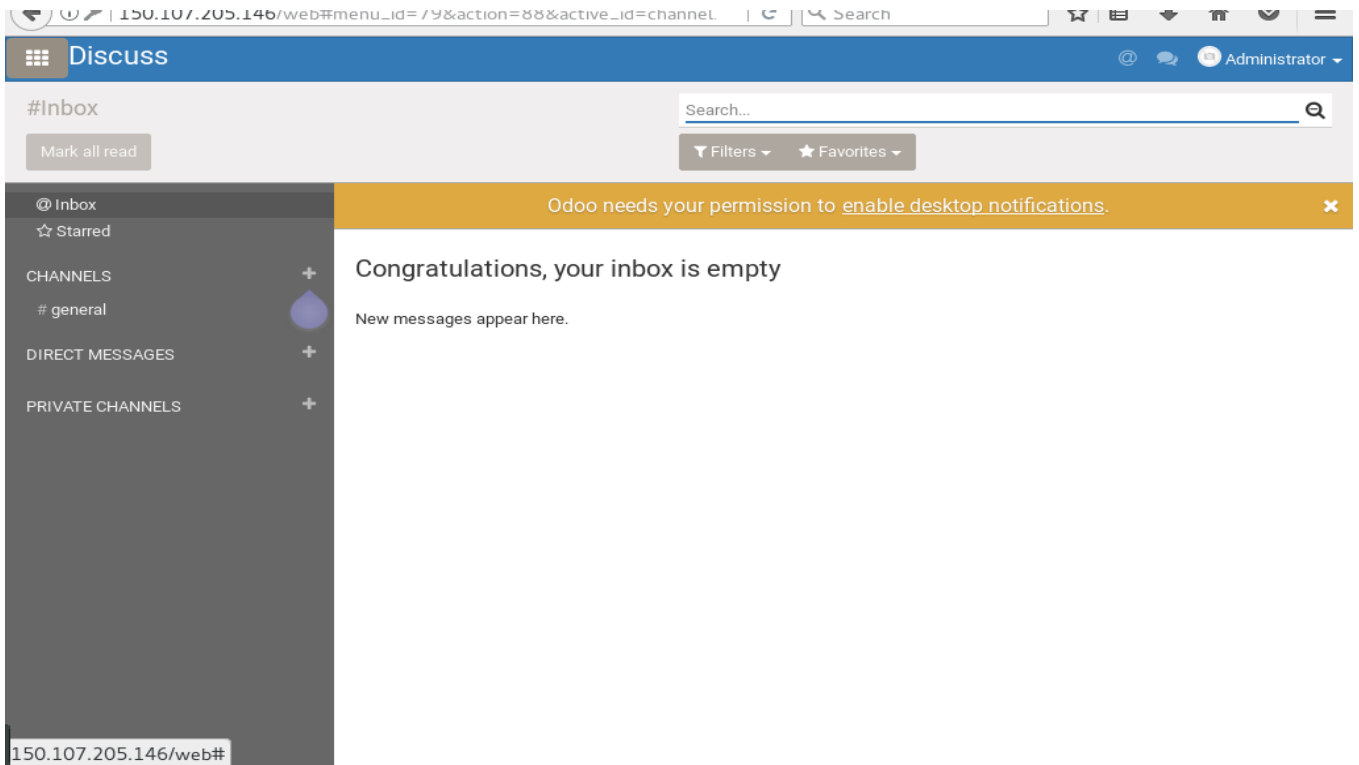 150.107.205.146/web#menu_id=79&action=88&active_id=channel. Search
Discuss
@ Administrator
#Inbox
Search...
Mark all read
Filters Favorites
@ Inbox
Odoo needs your permission to enable desktop notifications.
Starred
CHANNELS +
# general
DIRECT MESSAGES +
PRIVATE CHANNELS +
Congratulations, your inbox is empty
New messages appear here.
150.107.205.146/web#